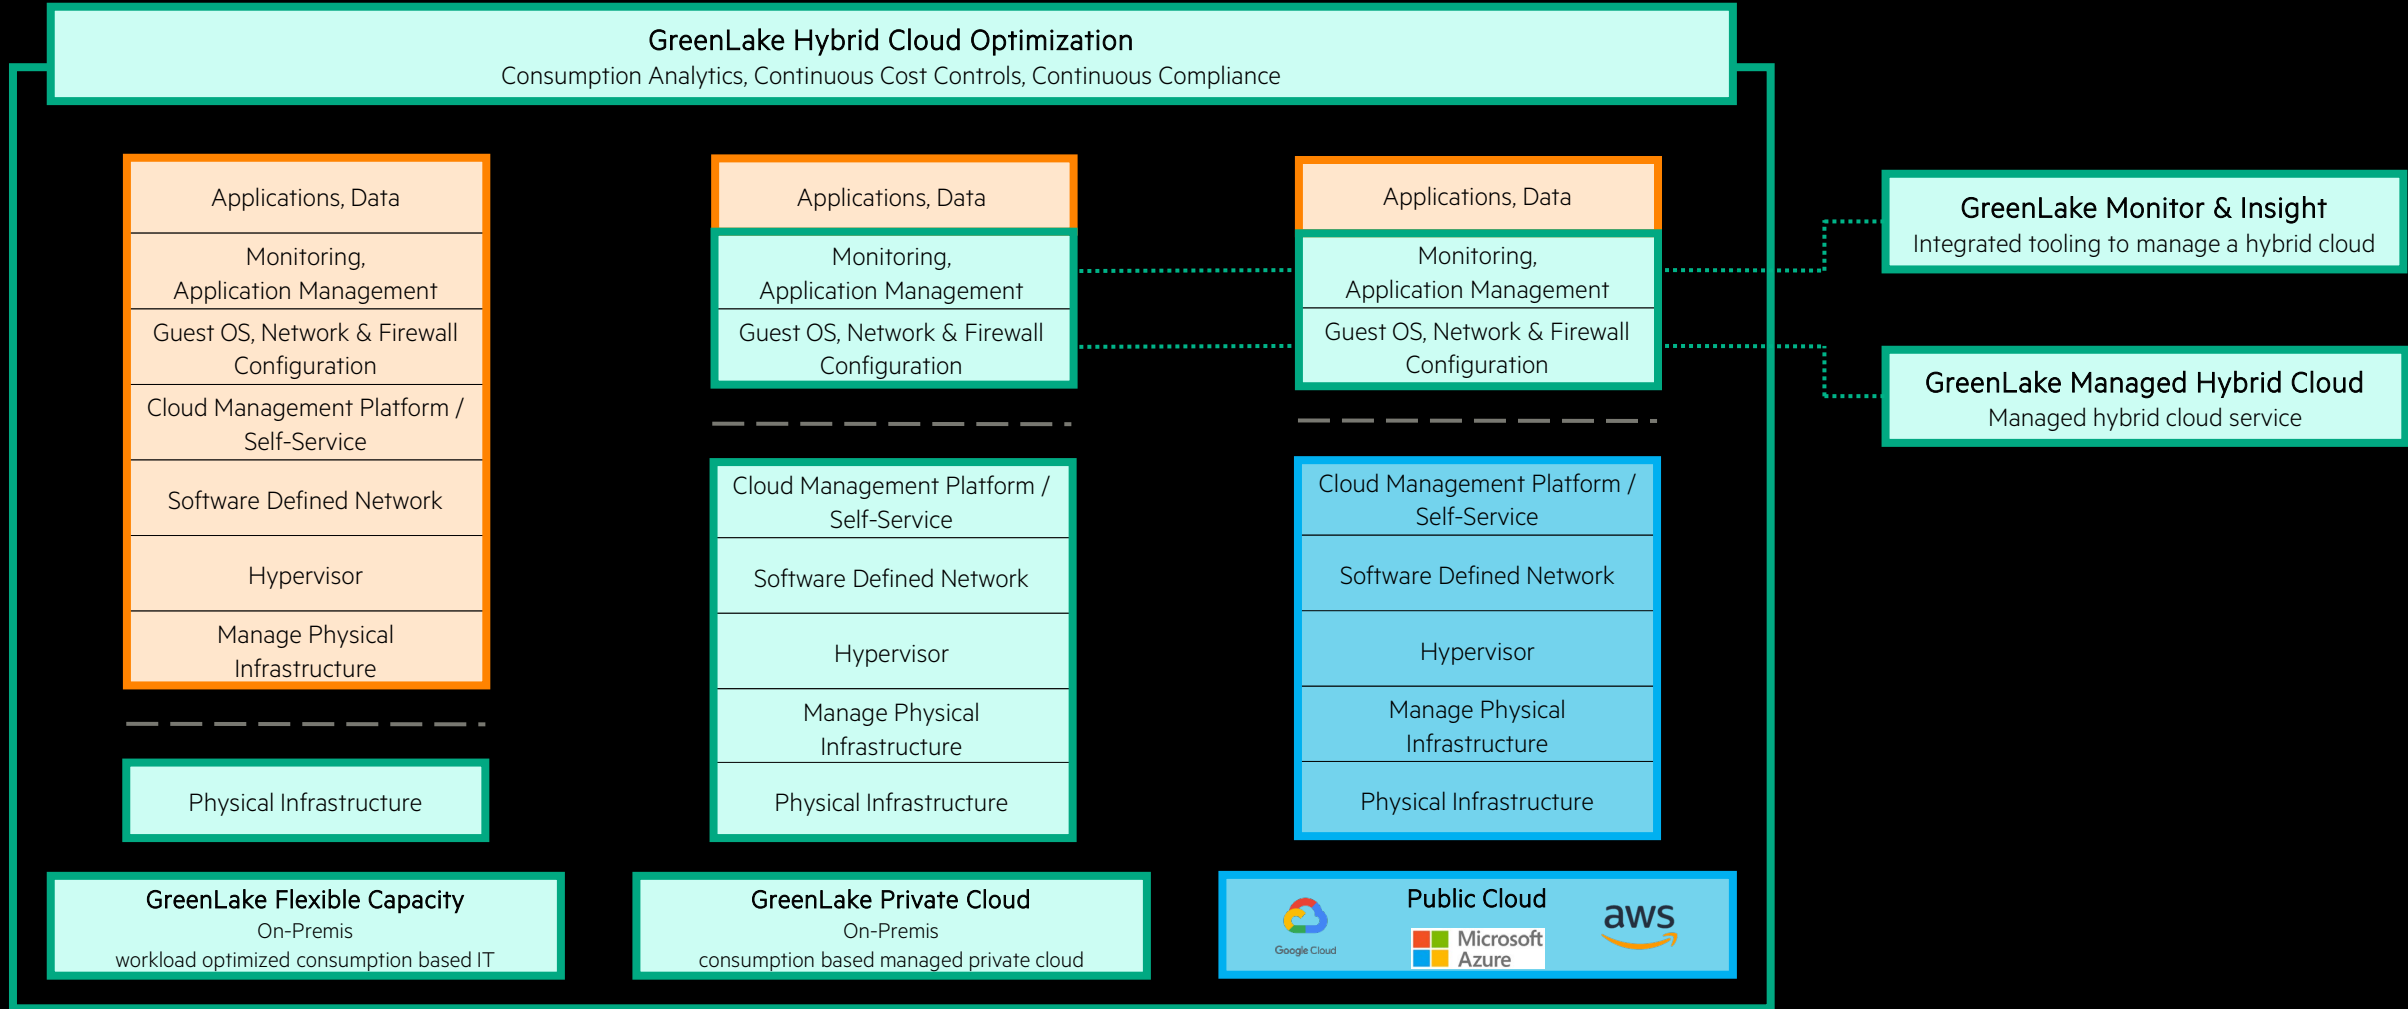 GreenLake Hybrid Cloud Optimization
Consumption Analytics, Continuous Cost Controls, Continuous Compliance
Applications, Data
Monitoring,
Application Management
Guest OS, Network & Firewall
Configuration
Cloud Management Platform /
Self-Service
Software Defined Network
Hypervisor
Manage Physical
Infrastructure
Physical Infrastructure
GreenLake Flexible Capacity
On-Premis
workload optimized consumption based IT
Applications, Data
Monitoring,
Application Management
Guest OS, Network & Firewall
Configuration
Cloud Management Platform /
Self-Service
Software Defined Network
Hypervisor
Manage Physical
Infrastructure
Physical Infrastructure
GreenLake Private Cloud
On-Premis
consumption based managed private cloud
Applications, Data
Monitoring,
Application Management
Guest OS, Network & Firewall
Configuration
Cloud Management Platform /
Self-Service
Software Defined Network
Hypervisor
Manage Physical
Infrastructure
Physical Infrastructure
Public Cloud
Google Cloud
Microsoft
Azure
aws
GreenLake Monitor & Insight
Integrated tooling to manage a hybrid cloud
GreenLake Managed Hybrid Cloud
Managed hybrid cloud service